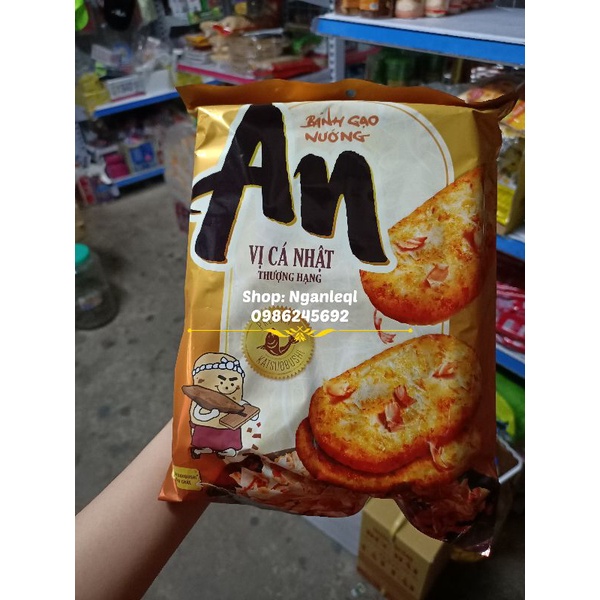 BÁNH GẠO
NƯỚNG
An
VỊ CÁ NHẬT
THƯỢNG HẠNG
Shop: Nganleql
0986245692
KATSUOBUSHI